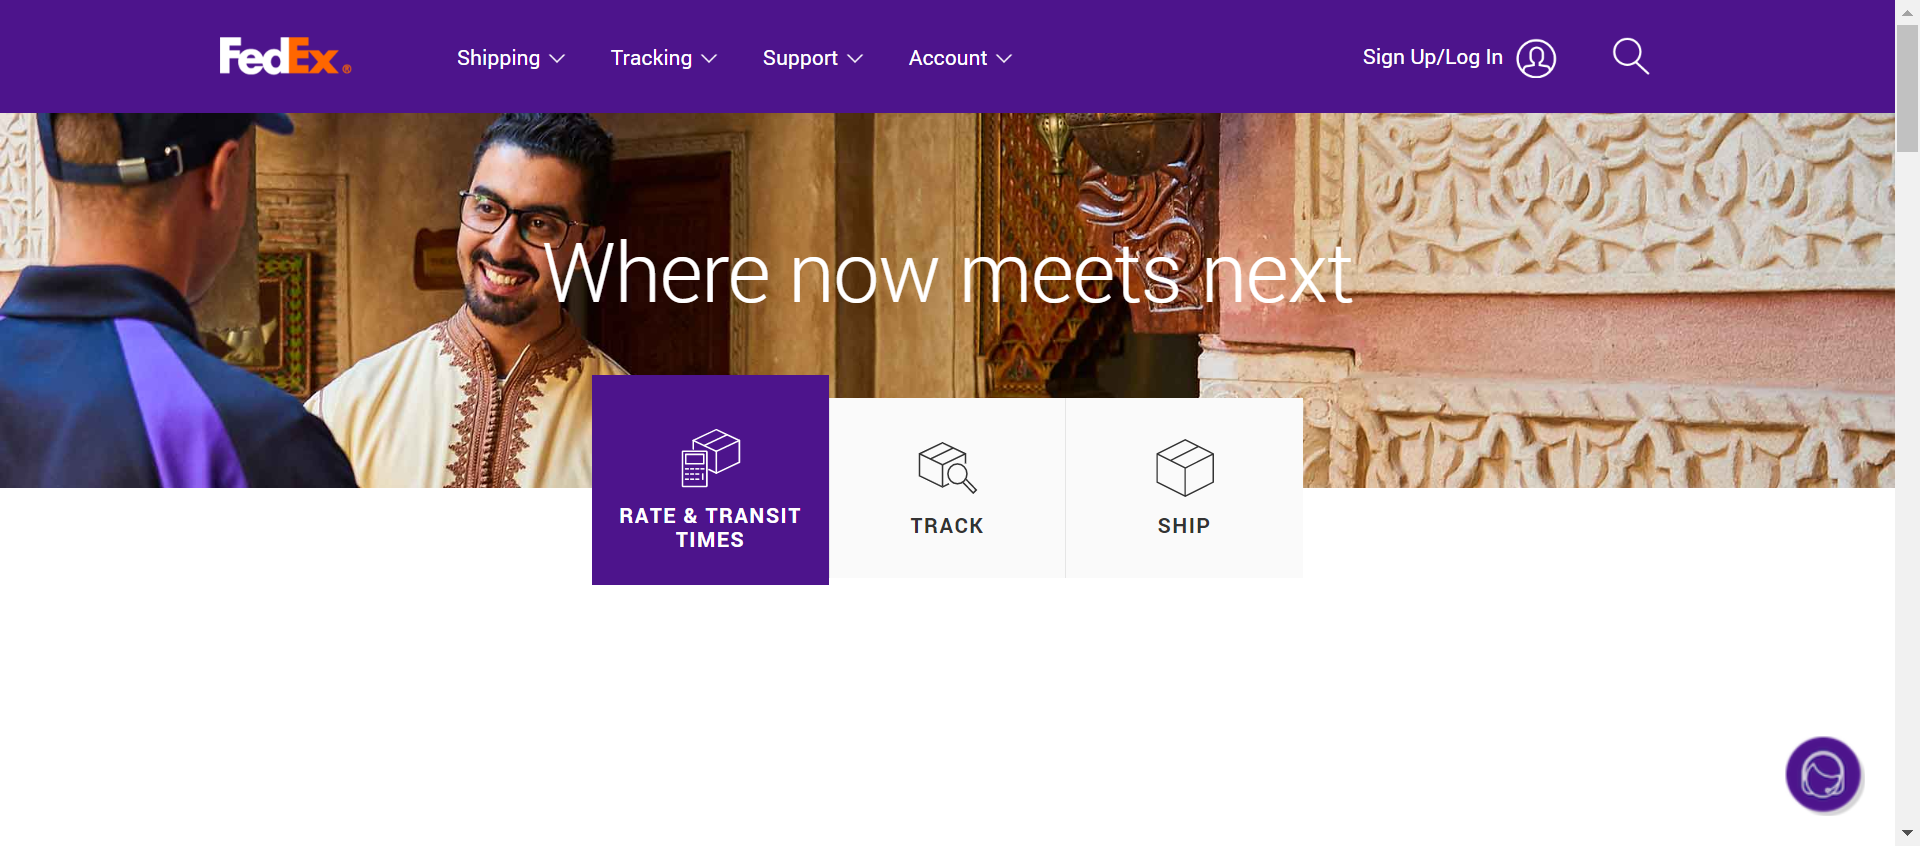 FedEx®
Shipping
Tracking
Support
Account
Sign Up/Log In
Where now meets next
RATE & TRANSIT
TIMES
TRACK
SHIP